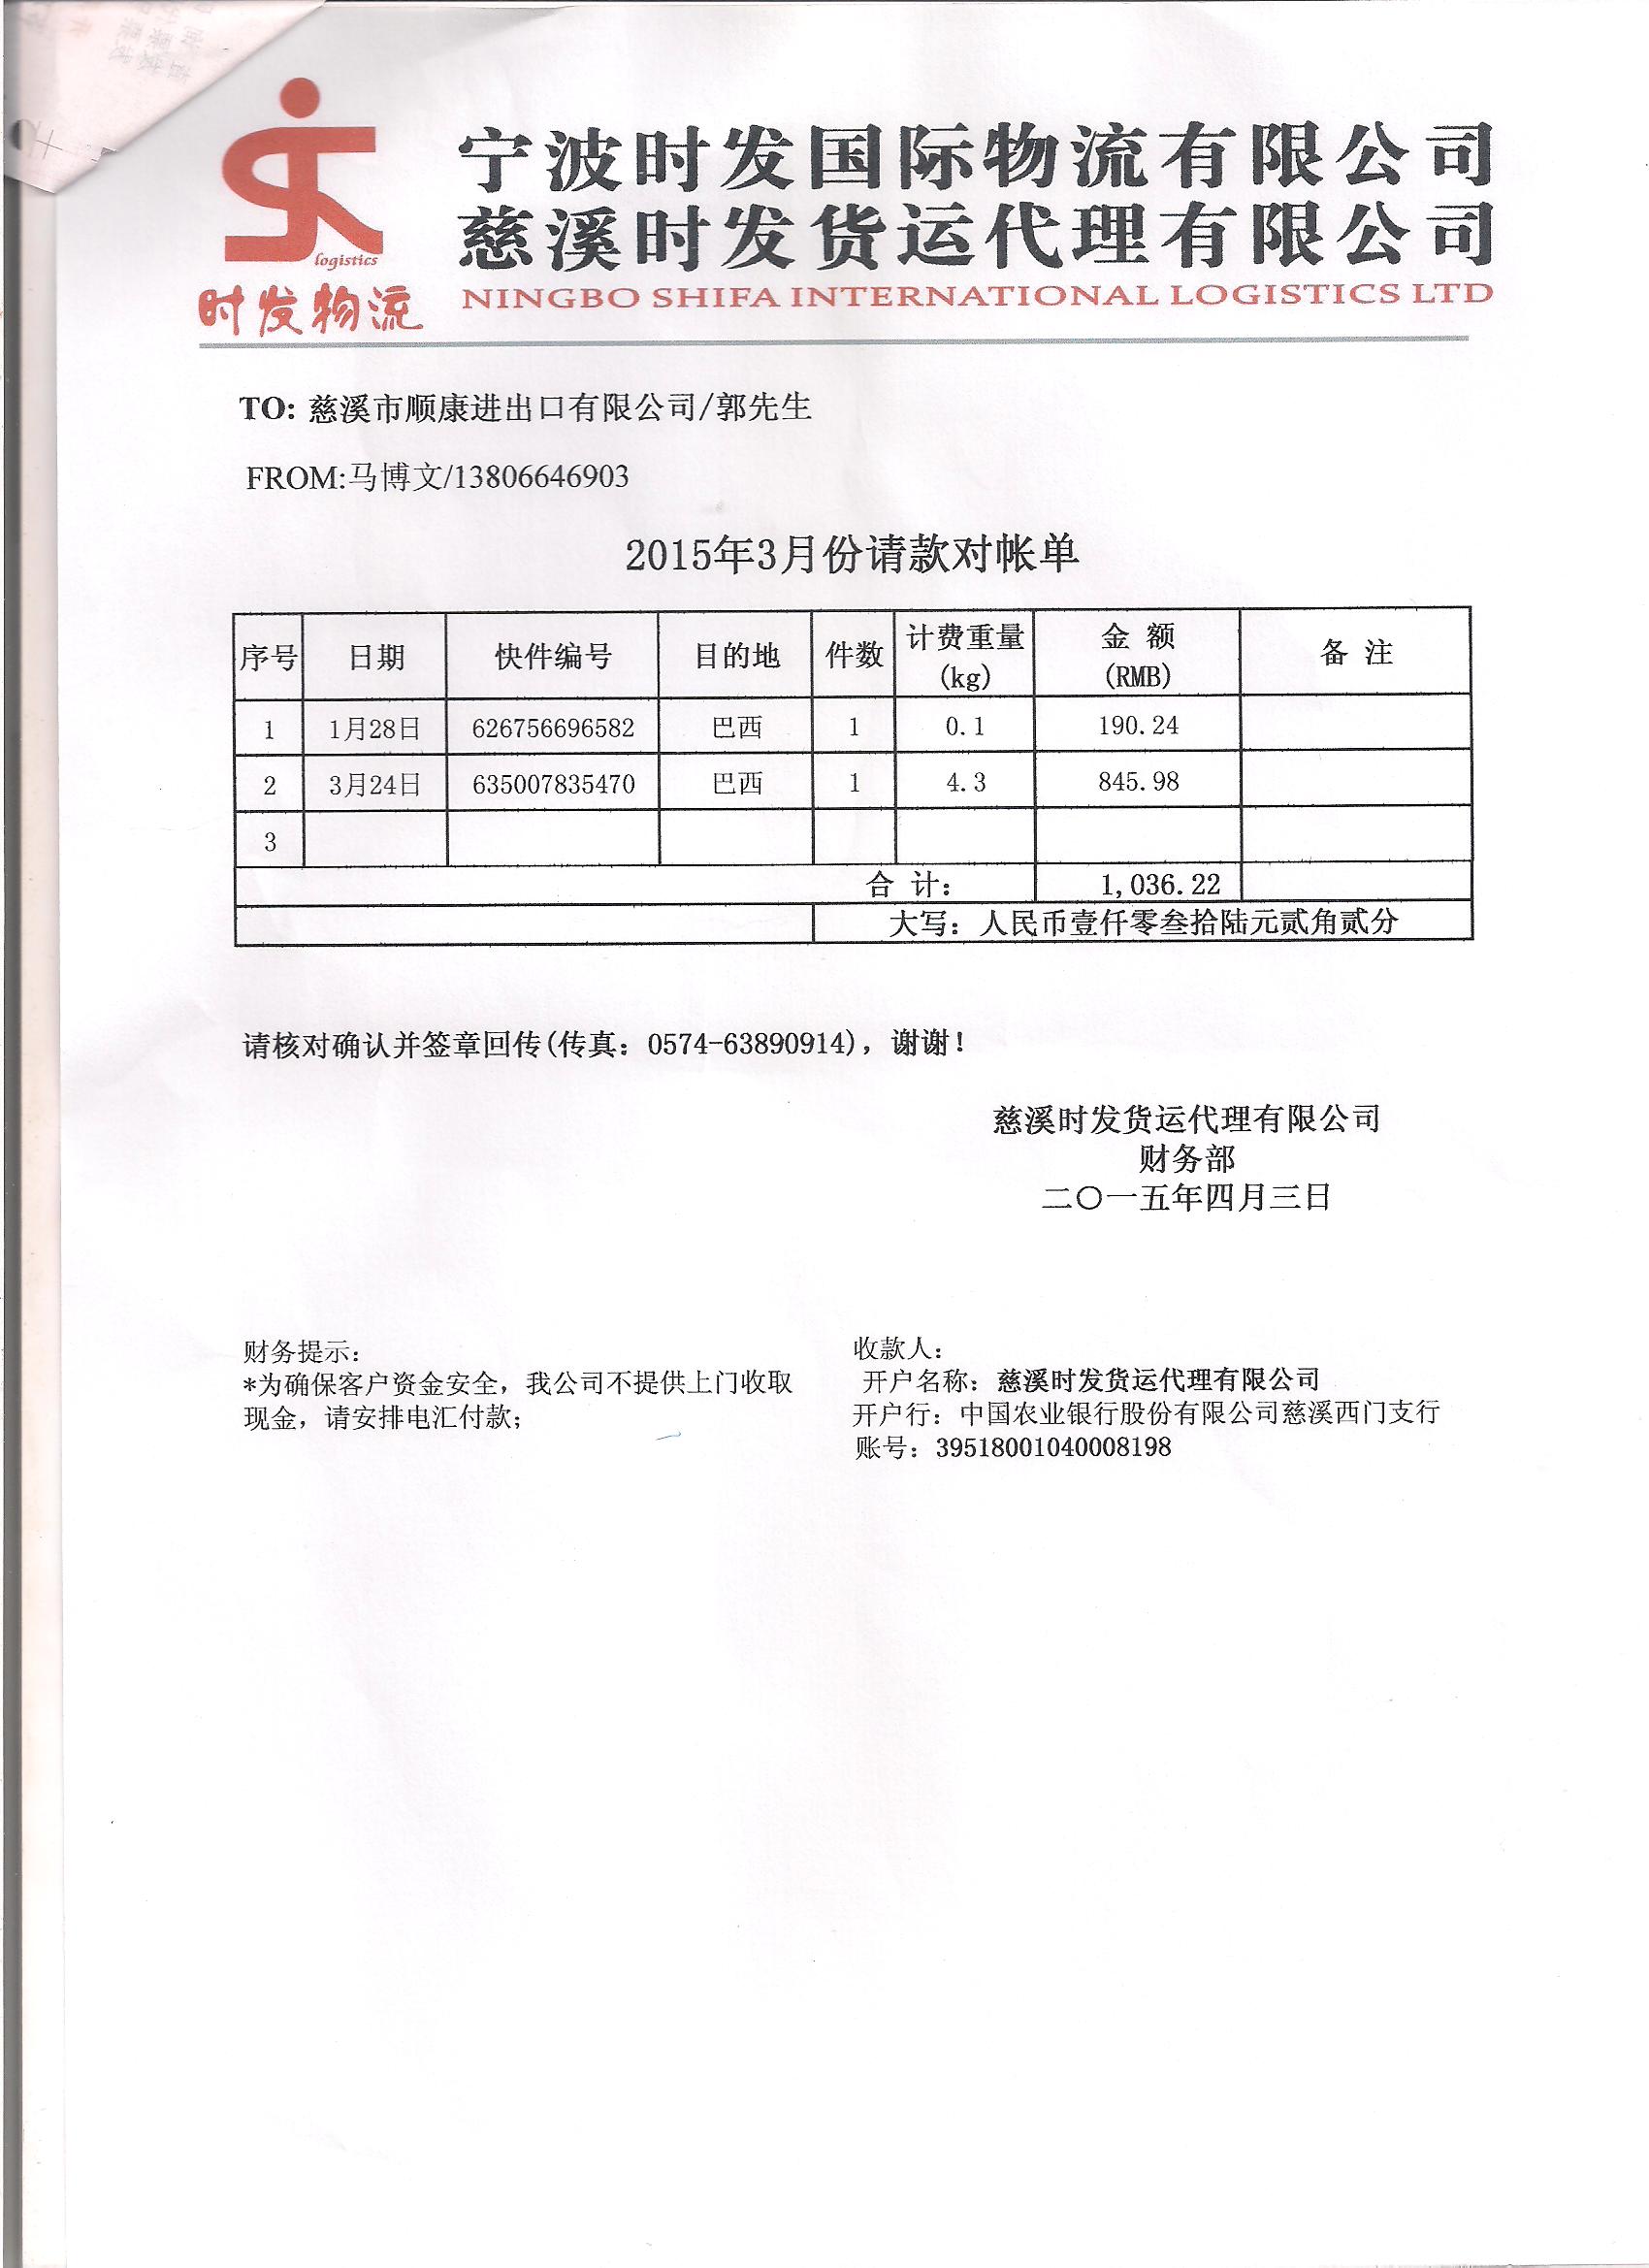 宁波时发国际物流有限公司
慈溪时发货运代理有限公司
NINGBO SHIFA INTERNATIONAL LOGISTICS LTD
logistics
时发物流
TO: 慈溪市顺康进出口有限公司/郭先生
FROM:马博文/13806646903
2015年3月份请款对帐单
序号 日期 快件编号 目的地 件数 计费重量(kg) 金 额(RMB) 备 注
1 1月28日 626756696582 巴西 1 0.1 190.24
2 3月24日 635007835470 巴西 1 4.3 845.98
3
合 计： 1,036.22
大写：人民币壹仟零叁拾陆元贰角贰分
请核对确认并签章回传(传真：0574-63890914)，谢谢！
慈溪时发货运代理有限公司
财务部
二〇一五年四月三日
财务提示：
*为确保客户资金安全，我公司不提供上门收取
现金，请安排电汇付款；
收款人：
开户名称：慈溪时发货运代理有限公司
开户行：中国农业银行股份有限公司慈溪西门支行
账号：39518001040008198